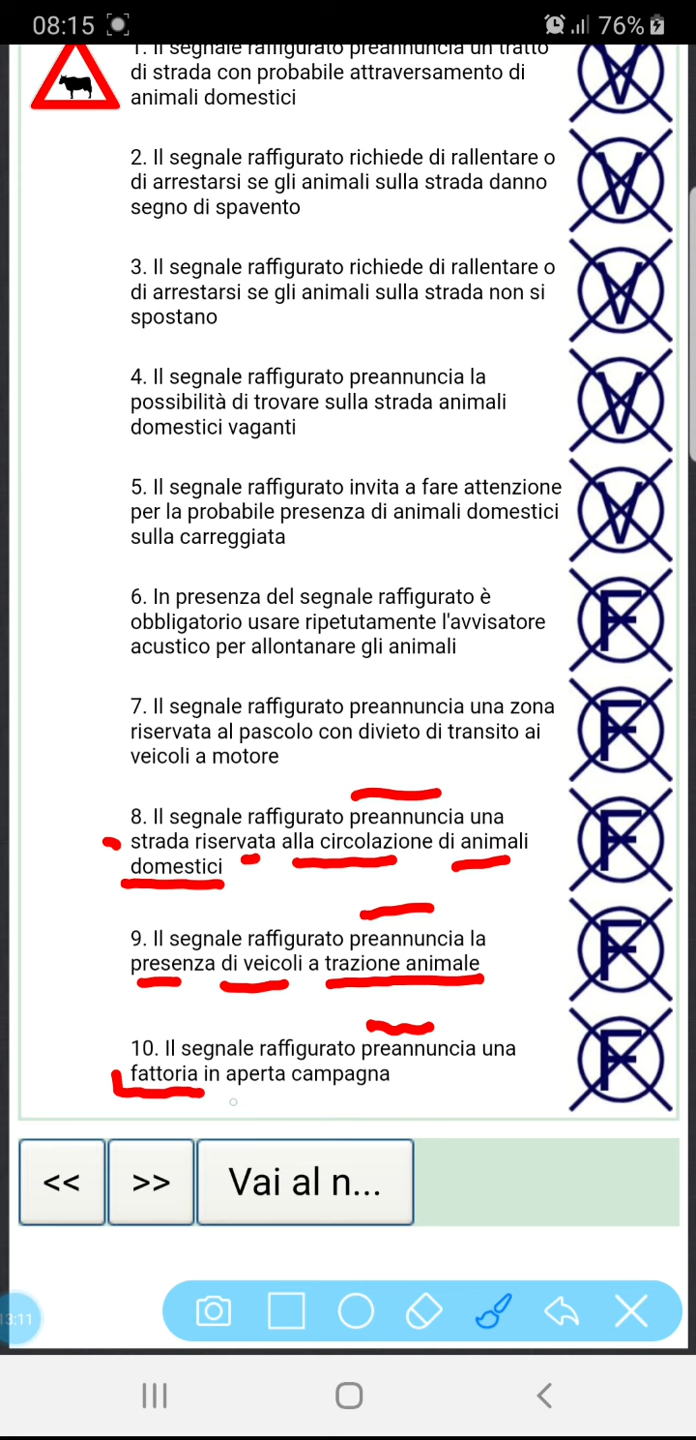 08:15
76%
1. Il segnale raffigurato preannuncia un tratto
di strada con probabile attraversamento di
animali domestici
V
2. Il segnale raffigurato richiede di rallentare o
di arrestarsi se gli animali sulla strada danno
segno di spavento
V
3. Il segnale raffigurato richiede di rallentare o
di arrestarsi se gli animali sulla strada non si
spostano
V
4. Il segnale raffigurato preannuncia la
possibilità di trovare sulla strada animali
domestici vaganti
V
5. Il segnale raffigurato invita a fare attenzione
per la probabile presenza di animali domestici
sulla carreggiata
V
6. In presenza del segnale raffigurato è
obbligatorio usare ripetutamente l'avvisatore
acustico per allontanare gli animali
F
7. Il segnale raffigurato preannuncia una zona
riservata al pascolo con divieto di transito ai
veicoli a motore
F
8. Il segnale raffigurato preannuncia una
strada riservata alla circolazione di animali
domestici
F
9. Il segnale raffigurato preannuncia la
presenza di veicoli a trazione animale
F
10. Il segnale raffigurato preannuncia una
fattoria in aperta campagna
F
<< >> Vai al n...
13:11